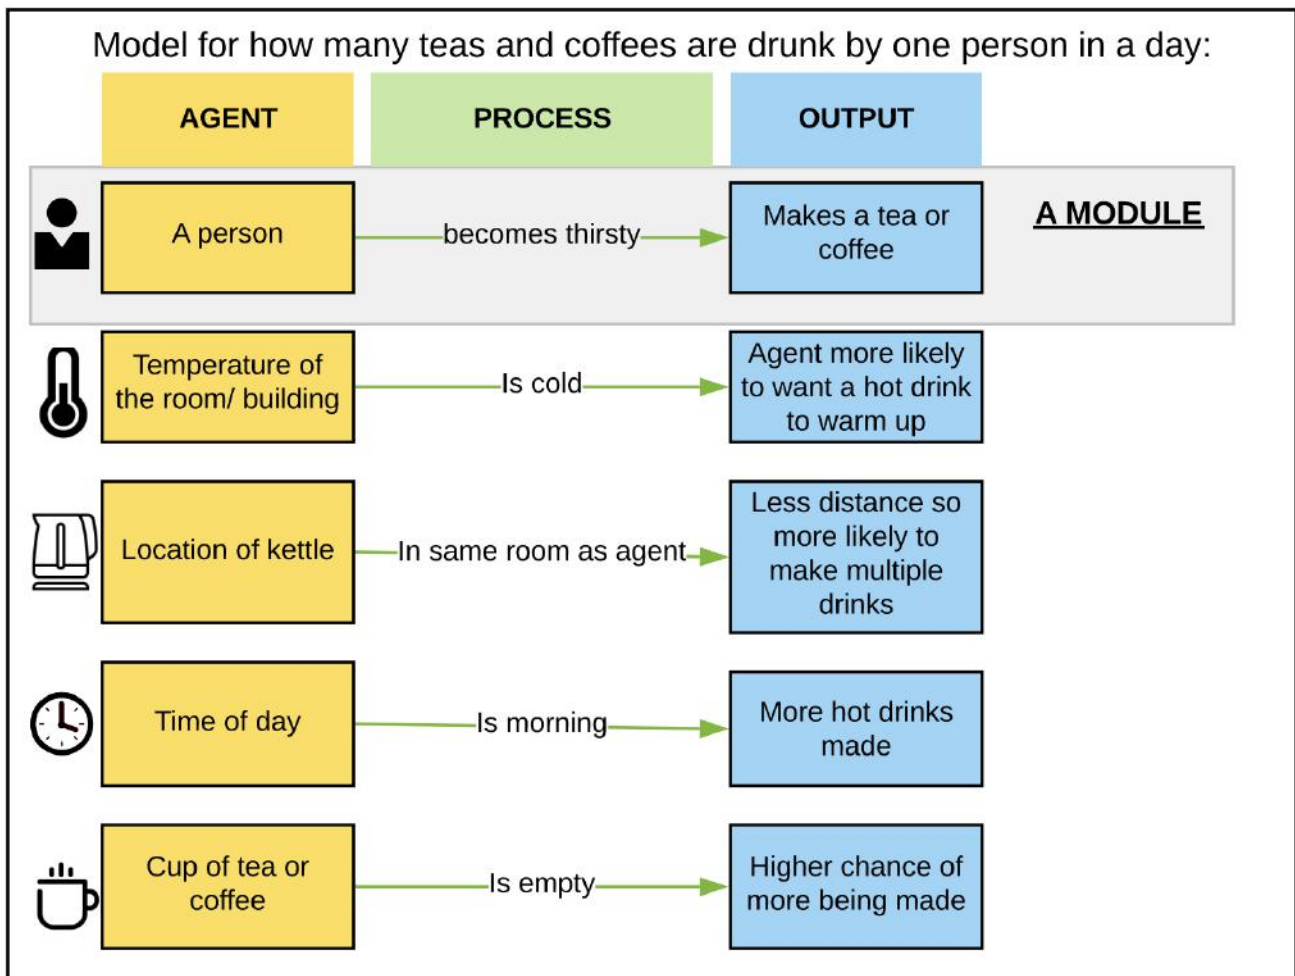 Model for how many teas and coffees are drunk by one person in a day:
AGENT
PROCESS
OUTPUT
A person
becomes thirsty
Makes a tea or
coffee
A MODULE
Temperature of
the room/ building
Is cold
Agent more likely
to want a hot drink
to warm up
Location of kettle
In same room as agent
Less distance so
more likely to
make multiple
drinks
Time of day
Is morning
More hot drinks
made
Cup of tea or
coffee
Is empty
Higher chance of
more being made